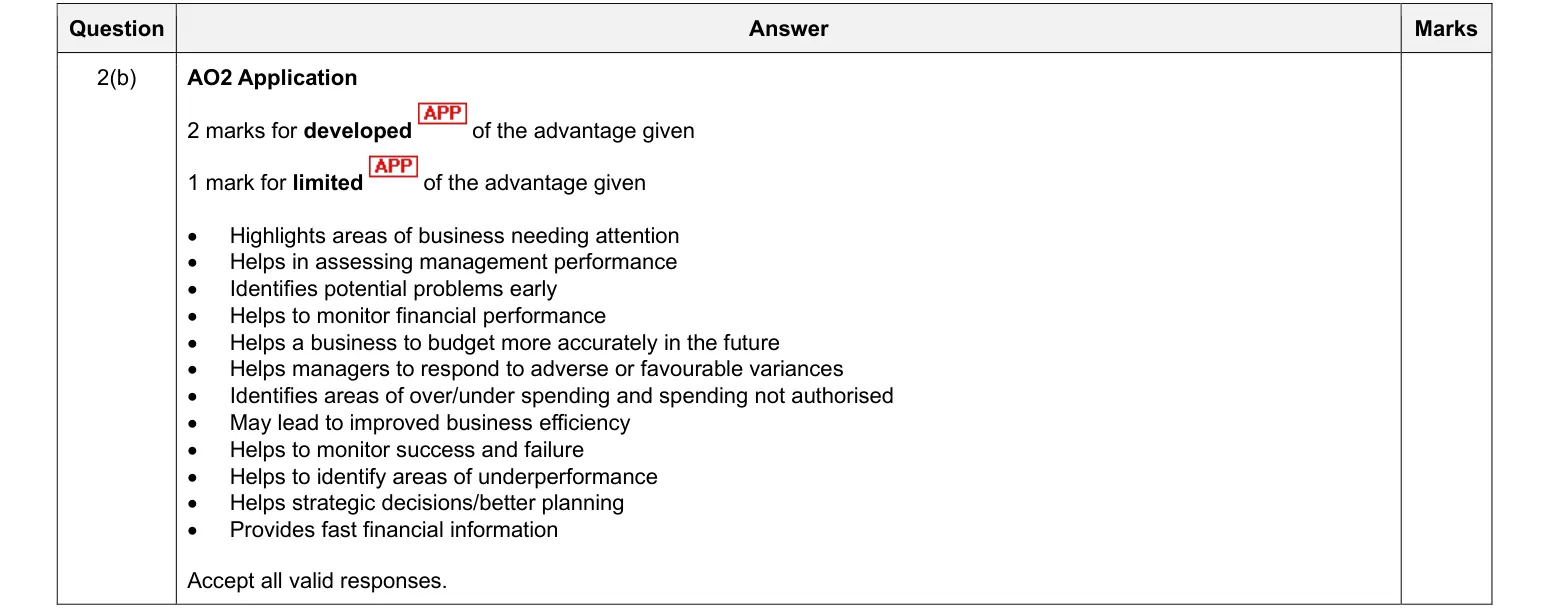 Question Answer Marks
2(b) AO2 Application
2 marks for developed APP of the advantage given
1 mark for limited APP of the advantage given
• Highlights areas of business needing attention
• Helps in assessing management performance
• Identifies potential problems early
• Helps to monitor financial performance
• Helps a business to budget more accurately in the future
• Helps managers to respond to adverse or favourable variances
• Identifies areas of over/under spending and spending not authorised
• May lead to improved business efficiency
• Helps to monitor success and failure
• Helps to identify areas of underperformance
• Helps strategic decisions/better planning
• Provides fast financial information
Accept all valid responses.